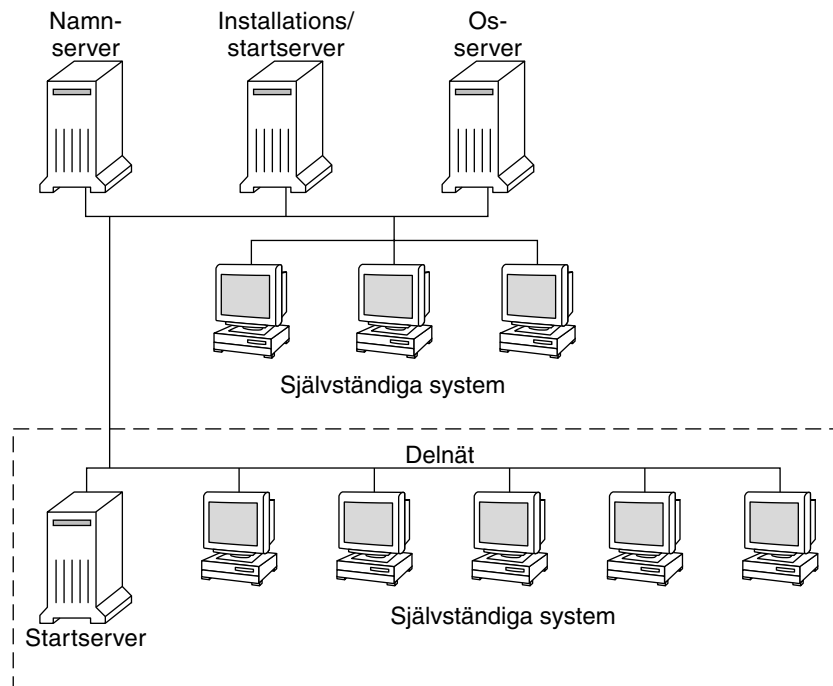 Namn-
server
Installations/
startserver
Os-
server
Självständiga system
Delnät
Startserver
Självständiga system